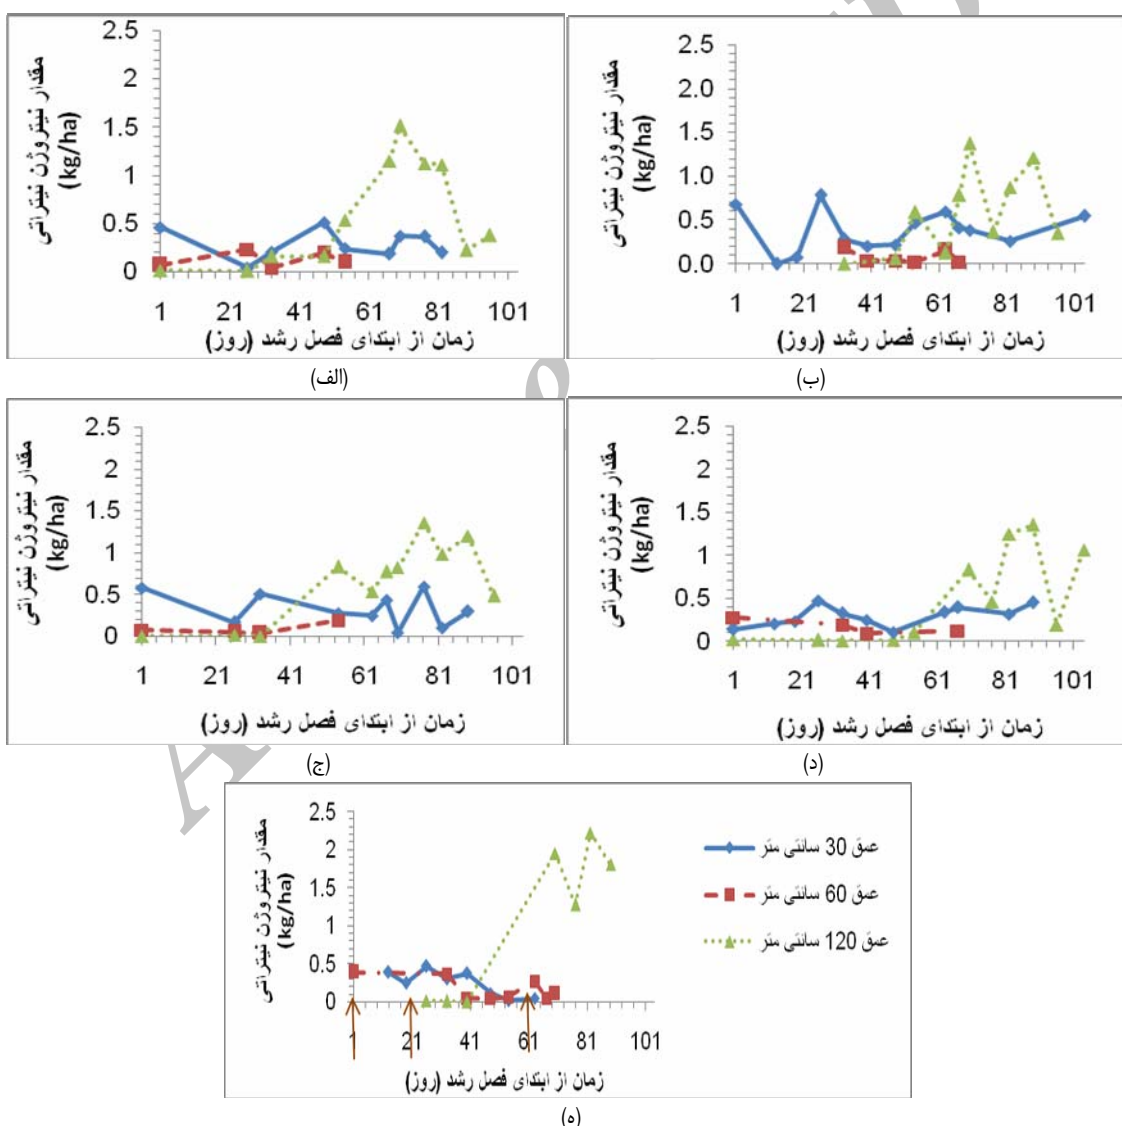 2.5
2
1.5
1
0.5
0
1 21 41 61 81 101
مقدار نیتروژن نیتراتی
(kg/ha)
زمان از ابتدای فصل رشد (روز)
(الف)
2.5
2.0
1.5
1.0
0.5
0.0
1 21 41 61 81 101
مقدار نیتروژن نیتراتی
(kg/ha)
زمان از ابتدای فصل رشد (روز)
(ب)
2.5
2
1.5
1
0.5
0
1 21 41 61 81 101
مقدار نیتروژن نیتراتی
(kg/ha)
زمان از ابتدای فصل رشد (روز)
(ج)
2.5
2
1.5
1
0.5
0
1 21 41 61 81 101
مقدار نیتروژن نیتراتی
(kg/ha)
زمان از ابتدای فصل رشد (روز)
(د)
2.5
2
1.5
1
0.5
0
1 21 41 61 81 101
مقدار نیتروژن نیتراتی
(kg/ha)
زمان از ابتدای فصل رشد (روز)
عمق 30 سانتی متر
عمق 60 سانتی متر
عمق 120 سانتی متر
(ه)